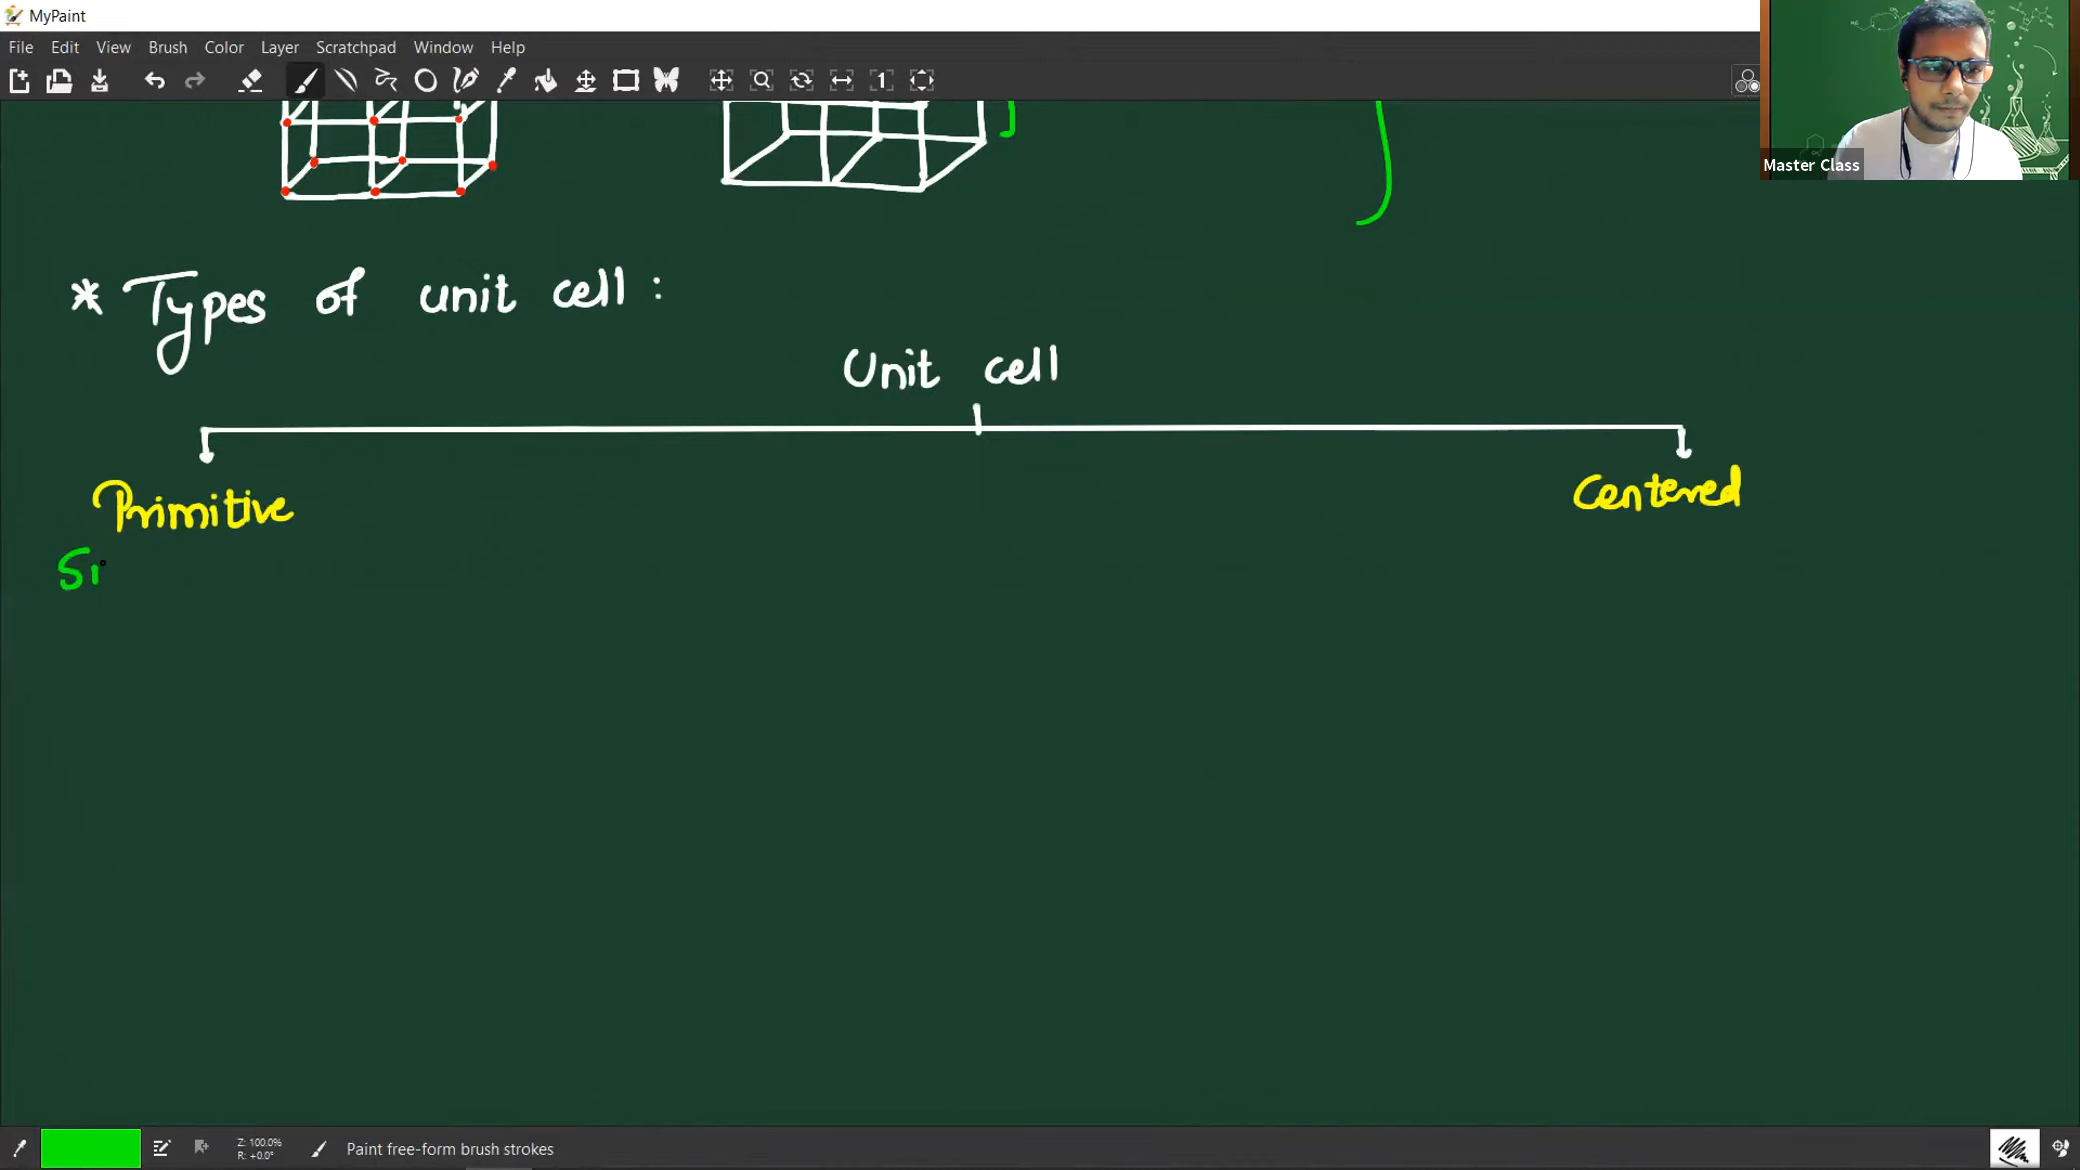 MyPaint
File Edit View Brush Color Layer Scratchpad Window Help
1
Master Class
* Types of unit cell :
Unit cell
Primitive
Centered
Si
Z: 100.0%
R: +0.0°
Paint free-form brush strokes